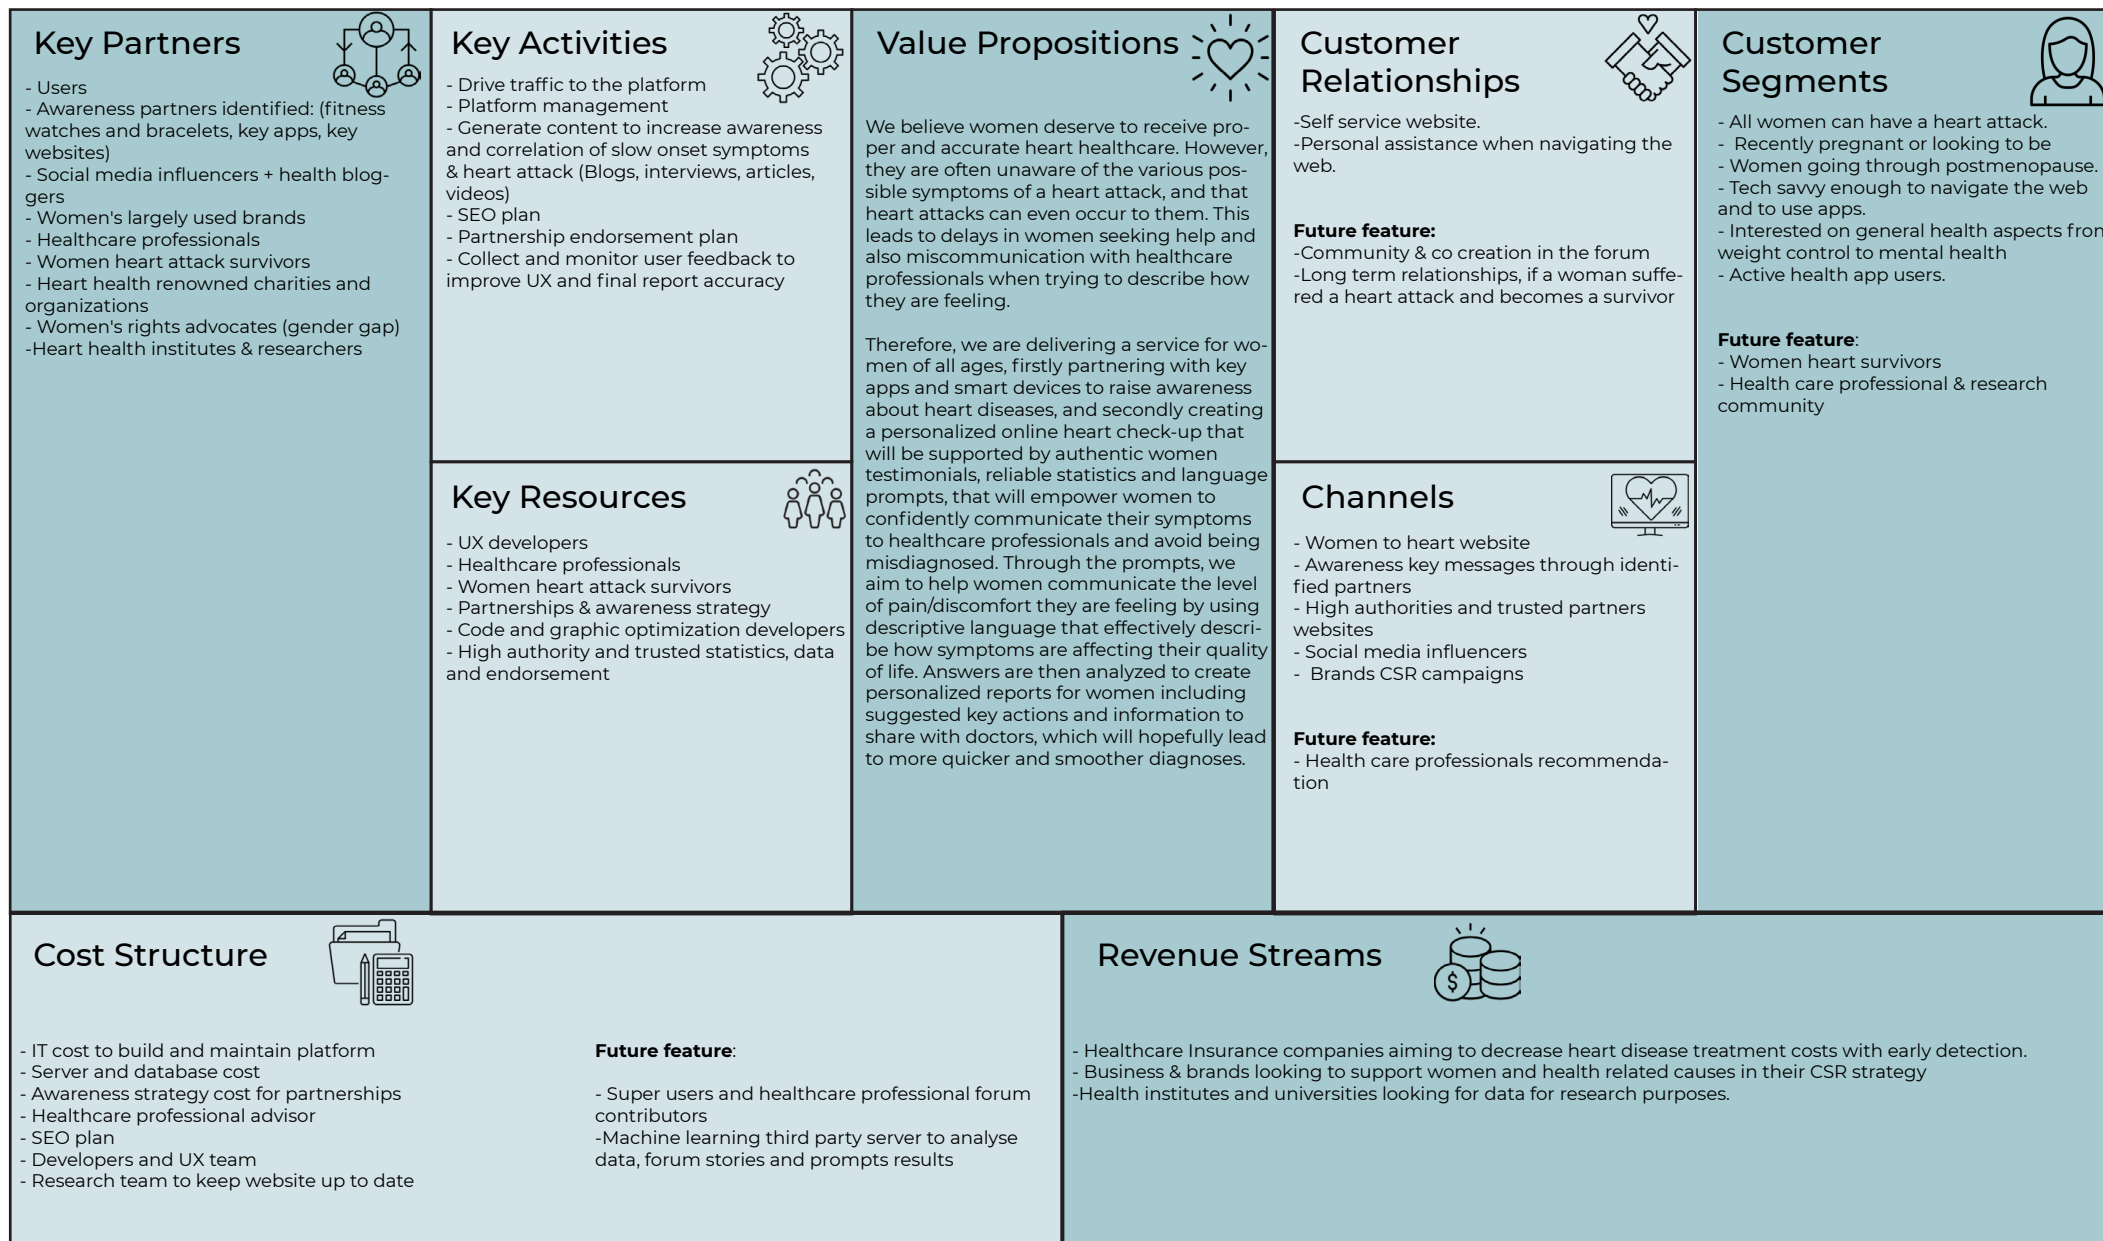 Key Partners
- Users
- Awareness partners identified: (fitness
watches and bracelets, key apps, key
websites)
- Social media influencers + health blog-
gers
- Women's largely used brands
- Healthcare professionals
- Women heart attack survivors
- Heart health renowned charities and
organizations
- Women's rights advocates (gender gap)
-Heart health institutes & researchers
Key Activities
- Drive traffic to the platform
- Platform management
- Generate content to increase awareness
and correlation of slow onset symptoms
& heart attack (Blogs, interviews, articles,
videos)
- SEO plan
- Partnership endorsement plan
- Collect and monitor user feedback to
improve UX and final report accuracy
Key Resources
- UX developers
- Healthcare professionals
- Women heart attack survivors
- Partnerships & awareness strategy
- Code and graphic optimization developers
- High authority and trusted statistics, data
and endorsement
Value Propositions
We believe women deserve to receive pro-
per and accurate heart healthcare. However,
they are often unaware of the various pos-
sible symptoms of a heart attack, and that
heart attacks can even occur to them. This
leads to delays in women seeking help and
also miscommunication with healthcare
professionals when trying to describe how
they are feeling.
Therefore, we are delivering a service for wo-
men of all ages, firstly partnering with key
apps and smart devices to raise awareness
about heart diseases, and secondly creating
a personalized online heart check-up that
will be supported by authentic women
testimonials, reliable statistics and language
prompts, that will empower women to
confidently communicate their symptoms
to healthcare professionals and avoid being
misdiagnosed. Through the prompts, we
aim to help women communicate the level
of pain/discomfort they are feeling by using
descriptive language that effectively descri-
be how symptoms are affecting their quality
of life. Answers are then analyzed to create
personalized reports for women including
suggested key actions and information to
share with doctors, which will hopefully lead
to more quicker and smoother diagnoses.
Customer
Relationships
-Self service website.
-Personal assistance when navigating the
web.
Future feature:
-Community & co creation in the forum
-Long term relationships, if a woman suffe-
red a heart attack and becomes a survivor
Channels
- Women to heart website
- Awareness key messages through identi-
fied partners
- High authorities and trusted partners
websites
- Social media influencers
- Brands CSR campaigns
Future feature:
- Health care professionals recommenda-
tion
Customer
Segments
- All women can have a heart attack.
- Recently pregnant or looking to be
- Women going through postmenopause.
- Tech savvy enough to navigate the web
and to use apps.
- Interested on general health aspects from
weight control to mental health
- Active health app users.
Future feature:
- Women heart survivors
- Health care professional & research
community
Cost Structure
- IT cost to build and maintain platform
- Server and database cost
- Awareness strategy cost for partnerships
- Healthcare professional advisor
- SEO plan
- Developers and UX team
- Research team to keep website up to date
Future feature:
- Super users and healthcare professional forum
contributors
-Machine learning third party server to analyse
data, forum stories and prompts results
Revenue Streams
$
- Healthcare Insurance companies aiming to decrease heart disease treatment costs with early detection.
- Business & brands looking to support women and health related causes in their CSR strategy
-Health institutes and universities looking for data for research purposes.